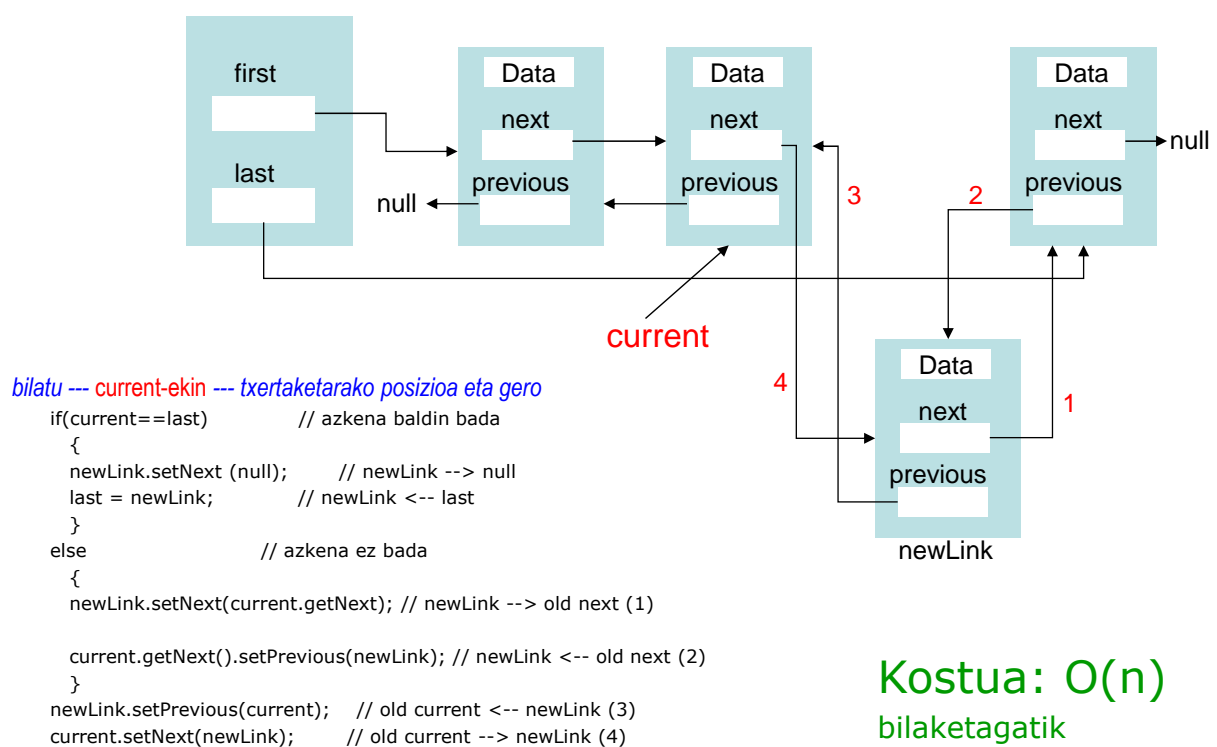 first
last
Data
next
previous
null
Data
next
previous
3
Data
next
previous
null
2
current
4
1
Data
next
previous
newLink
bilatu --- current-ekin --- txertaketarako posizioa eta gero
if(current==last) // azkena baldin bada
{
newLink.setNext (null); // newLink --> null
last = newLink; // newLink <-- last
}
else // azkena ez bada
{
newLink.setNext(current.getNext); // newLink --> old next (1)
current.getNext().setPrevious(newLink); // newLink <-- old next (2)
}
newLink.setPrevious(current); // old current <-- newLink (3)
current.setNext(newLink); // old current --> newLink (4)
Kostua: O(n)
bilaketagatik